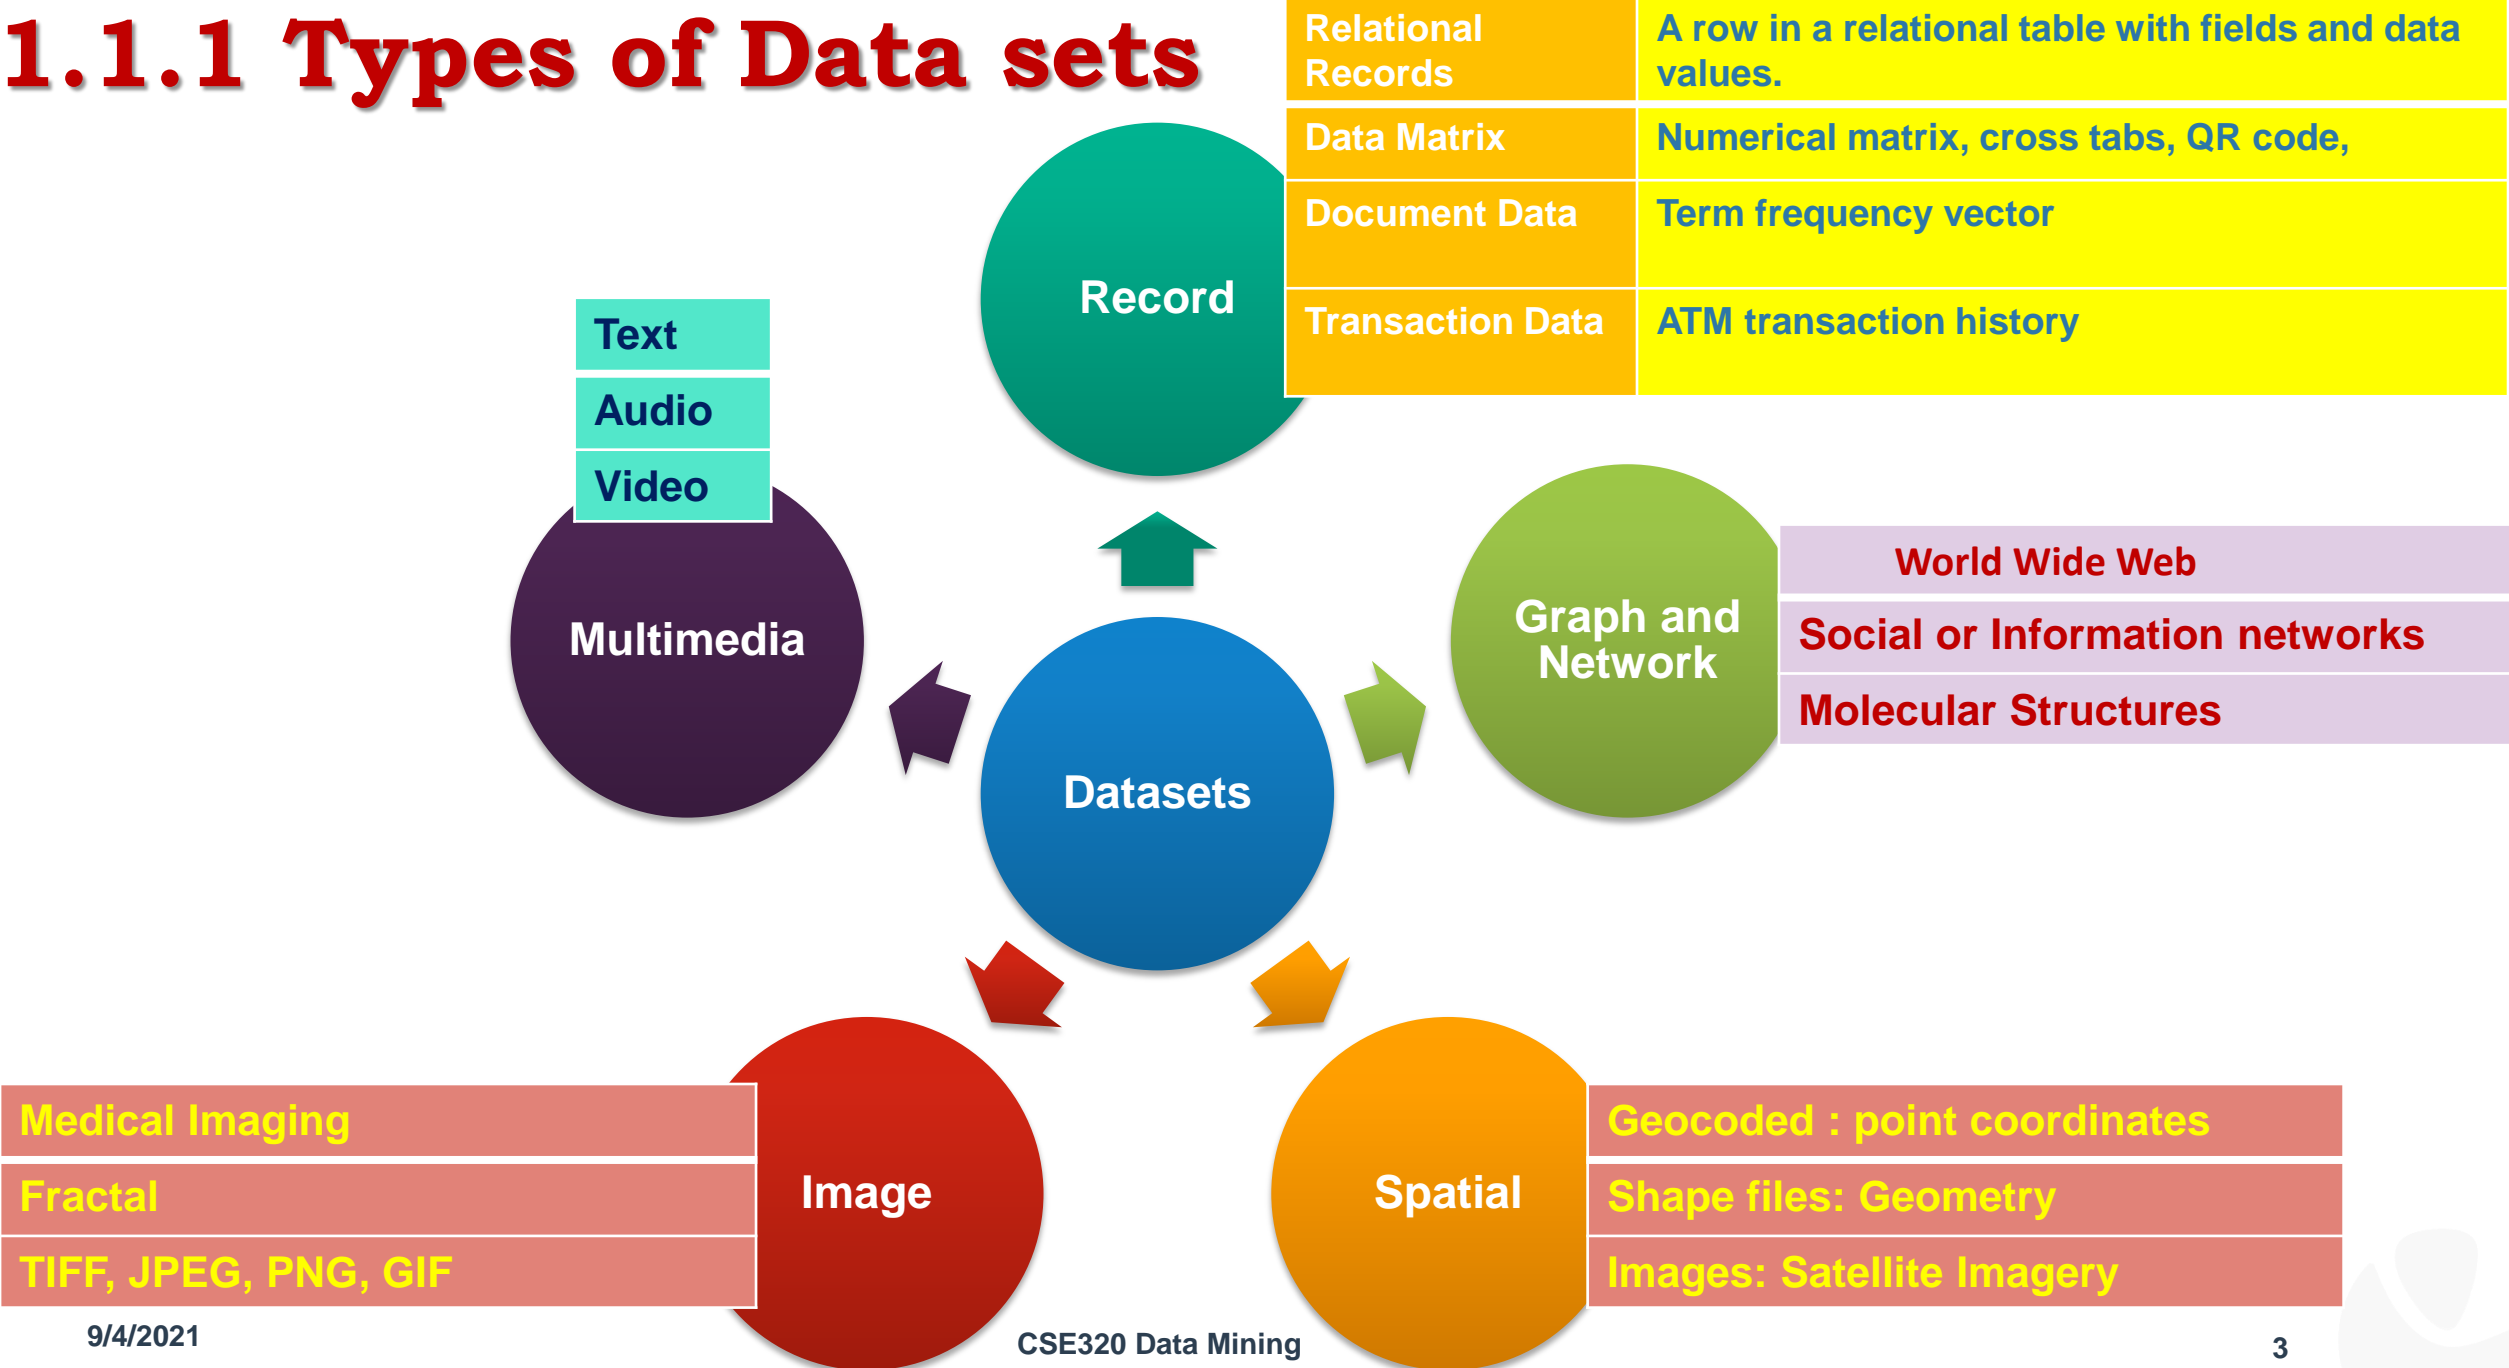 1.1.1 Types of Data sets
Relational
Records
A row in a relational table with fields and data
values.
Data Matrix
Numerical matrix, cross tabs, QR code,
Document Data
Term frequency vector
Transaction Data
ATM transaction history
Record
Text
Audio
Video
Multimedia
Graph and
Network
World Wide Web
Social or Information networks
Molecular Structures
Datasets
Medical Imaging
Fractal
TIFF, JPEG, PNG, GIF
Image
Spatial
Geocoded : point coordinates
Shape files: Geometry
Images: Satellite Imagery
9/4/2021
CSE320 Data Mining
3